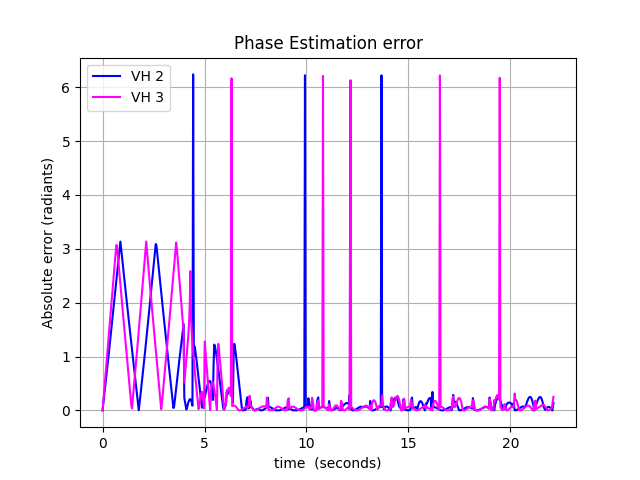 Phase Estimation error
VH 2
VH 3
Absolute error (radiants)
6
5
4
3
2
1
0
0
5
10
15
20
time  (seconds)